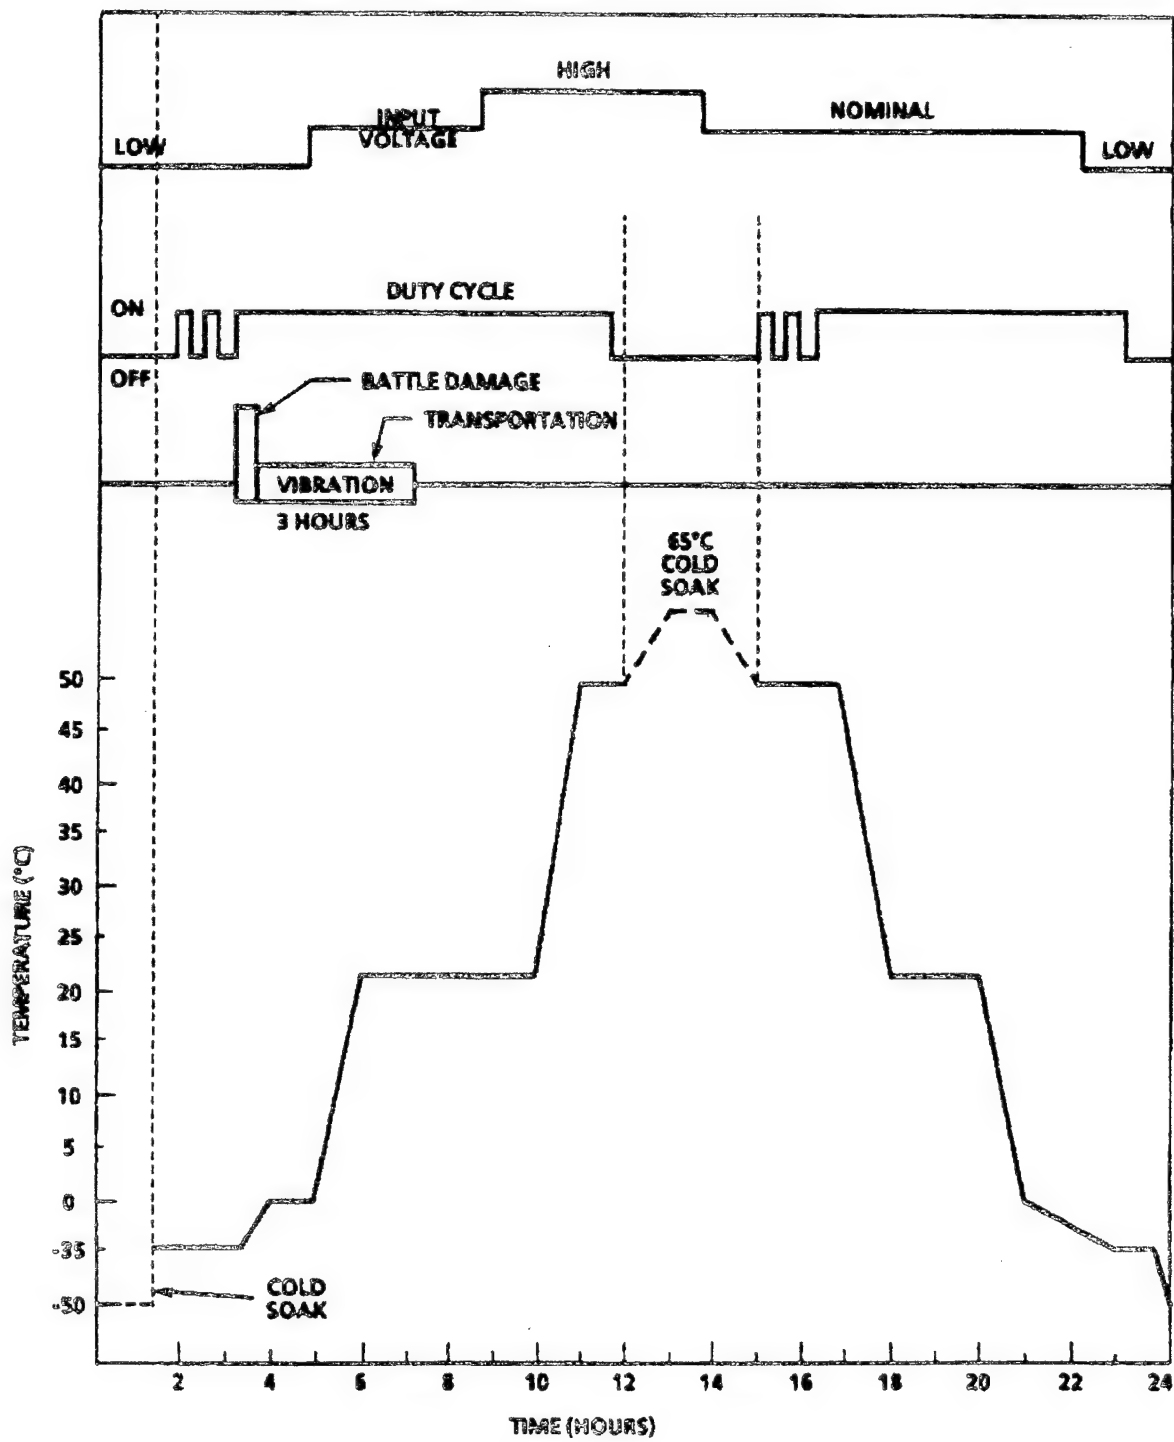 HIGH
INPUT
VOLTAGE
NOMINAL
LOW
LOW
ON
DUTY CYCLE
OFF
BATTLE DAMAGE
TRANSPORTATION
VIBRATION
3 HOURS
65°C
COLD
SOAK
50
45
40
35
30
25
20
15
10
5
0
-35
-50
TEMPERATURE (°C)
COLD
SOAK
2 4 6 8 10 12 14 16 18 20 22 24
TIME (HOURS)